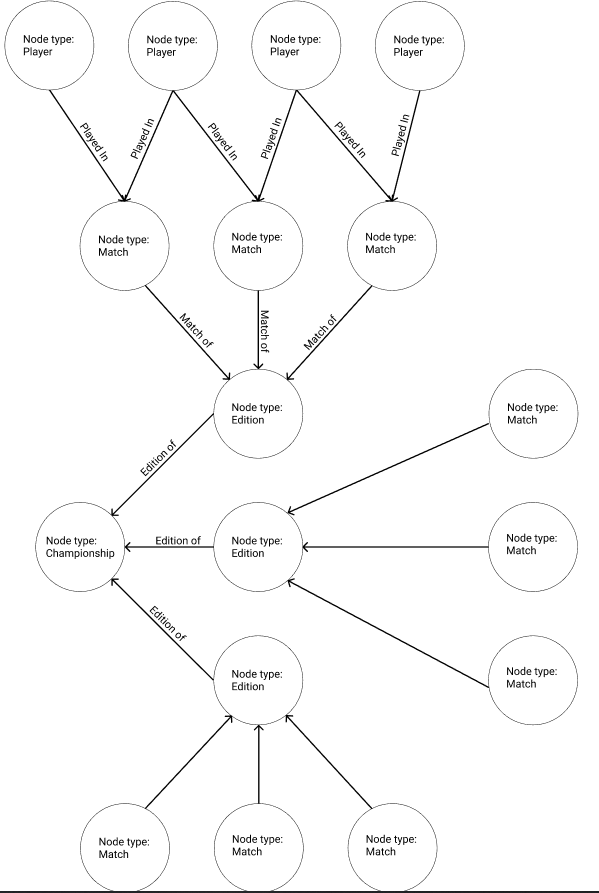 Node type:
Player
Node type:
Player
Node type:
Player
Node type:
Player
Played In
Played In
Played In
Played In
Played In
Played In
Node type:
Match
Node type:
Match
Node type:
Match
Match of
Match of
Match of
Node type:
Edition
Node type:
Match
Edition of
Node type:
Championship
Edition of
Node type:
Edition
Node type:
Match
Edition of
Node type:
Edition
Node type:
Match
Node type:
Match
Node type:
Match
Node type:
Match